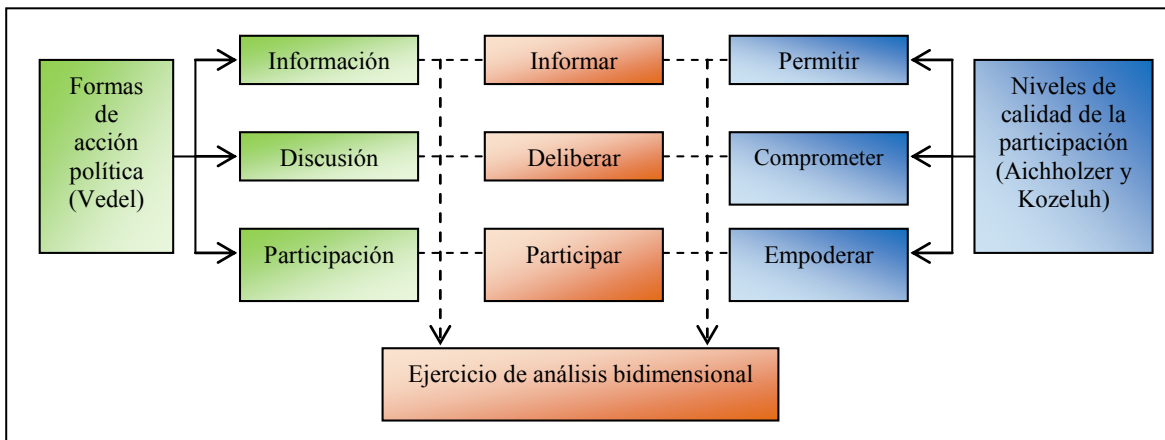 Formas
de
acción
política
(Vedel)
Información
Discusión
Participación
Informar
Deliberar
Participar
Permitir
Comprometer
Empoderar
Niveles de
calidad de la
participación
(Aichholzer y
Kozeluh)
Ejercicio de análisis bidimensional